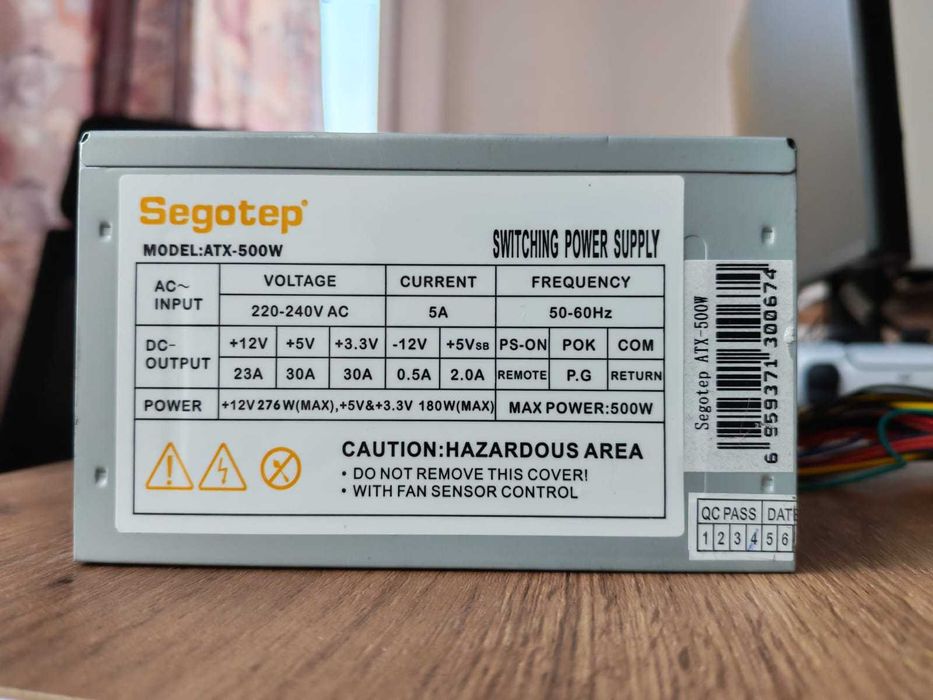 Segotep®
MODEL:ATX-500W
SWITCHING POWER SUPPLY
AC~ INPUT VOLTAGE CURRENT FREQUENCY
220-240V AC 5A 50-60Hz
DC- OUTPUT +12V +5V +3.3V -12V +5VSB PS-ON POK COM
23A 30A 30A 0.5A 2.0A REMOTE P.G RETURN
POWER +12V 276W(MAX),+5V&+3.3V 180W(MAX) MAX POWER:500W
CAUTION:HAZARDOUS AREA
• DO NOT REMOVE THIS COVER!
• WITH FAN SENSOR CONTROL
Segotep ATX-500W
6 959371 300674
QC PASS DATE
1 2 3 4 5 6